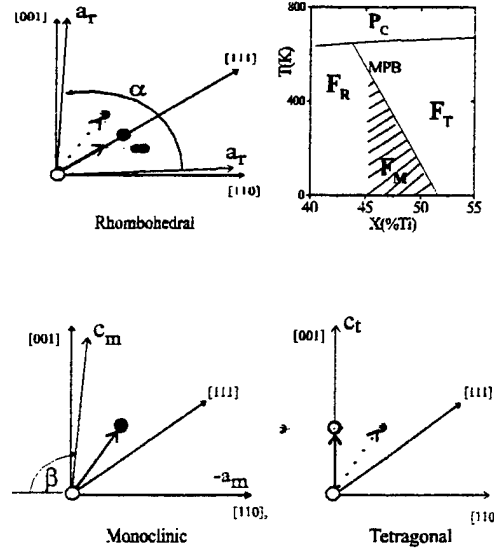 [001] a_r
[111]
α
a_r
[110]
Rhombohedral
800
P_C
T(K)
MPB
F_R
400
F_T
F_M
0
40 45 50 55
X(%Ti)
[001] c_m
[111]
β
-a_m
[110],
Monoclinic
[001] c_t
[111]
[110
Tetragonal